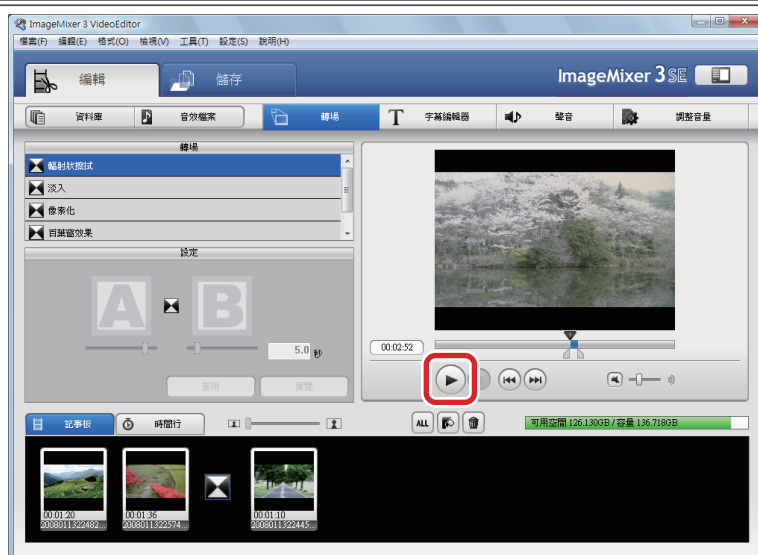 ImageMixer 3 VideoEditor
檔案(F) 編輯(E) 格式(O) 檢視(V) 工具(T) 設定(S) 說明(H)
編輯 儲存 ImageMixer 3 SE
資料庫 音效檔案 轉場 T 字幕編輯器 聲音 調整音量
轉場
輻射狀擦拭
淡入
像素化
百葉窗效果
設定
A B
5.0 秒
00:02:52
套用 預覽
記事板 時間行 ALL 可用空間 126.130GB / 容量 136.718GB
00:01:20 00:01:36 00:01:10
2008011322482... 2008011322574... 2008011322445...